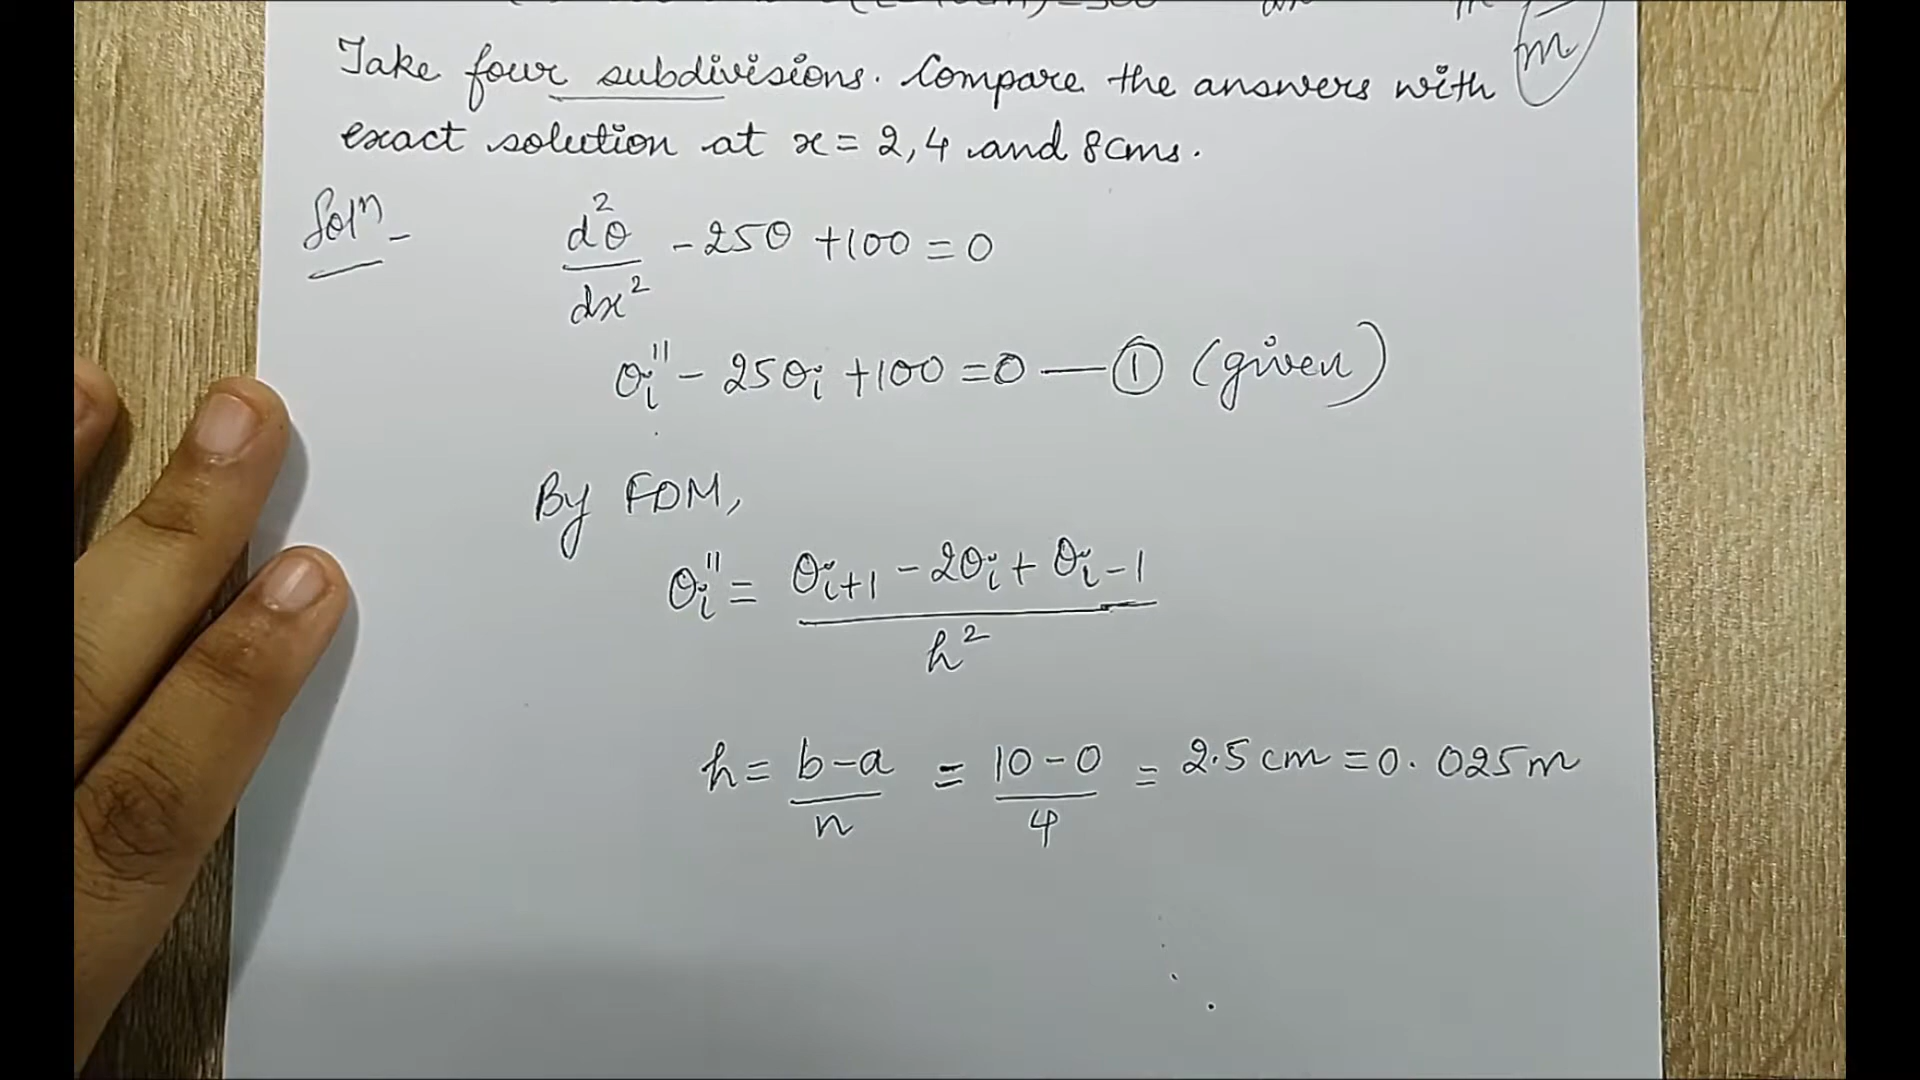 Take four subdivisions. Compare the answers with
exact solution at x = 2, 4 and 8cms.
m
Solⁿ -
d²θ/dx² - 25θ + 100 = 0
θᵢ'' - 25θᵢ + 100 = 0 — ① (given)
By FDM,
θᵢ'' = (θᵢ₊₁ - 2θᵢ + θᵢ₋₁)/h²
h = (b-a)/n = (10-0)/4 = 2.5 cm = 0.025m